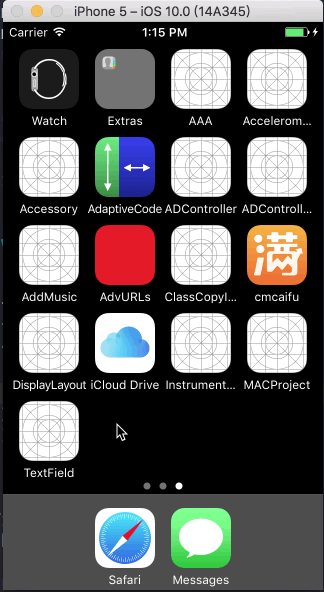 iPhone 5 – iOS 10.0 (14A345)
Carrier 1:15 PM
Watch Extras AAA Accelerom...
Accessory AdaptiveCode ADController ADControll...
满
AddMusic AdvURLs ClassCopyI... cmcaifu
DisplayLayout iCloud Drive Instrument... MACProject
TextField
Safari Messages